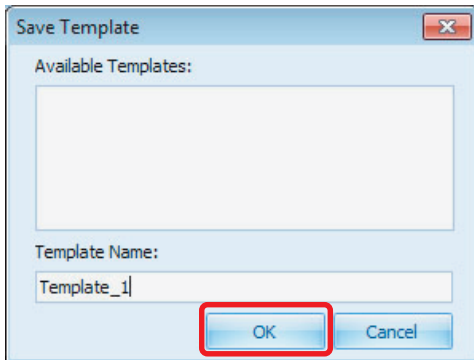 Save Template
Available Templates:
Template Name:
Template_1
OK Cancel